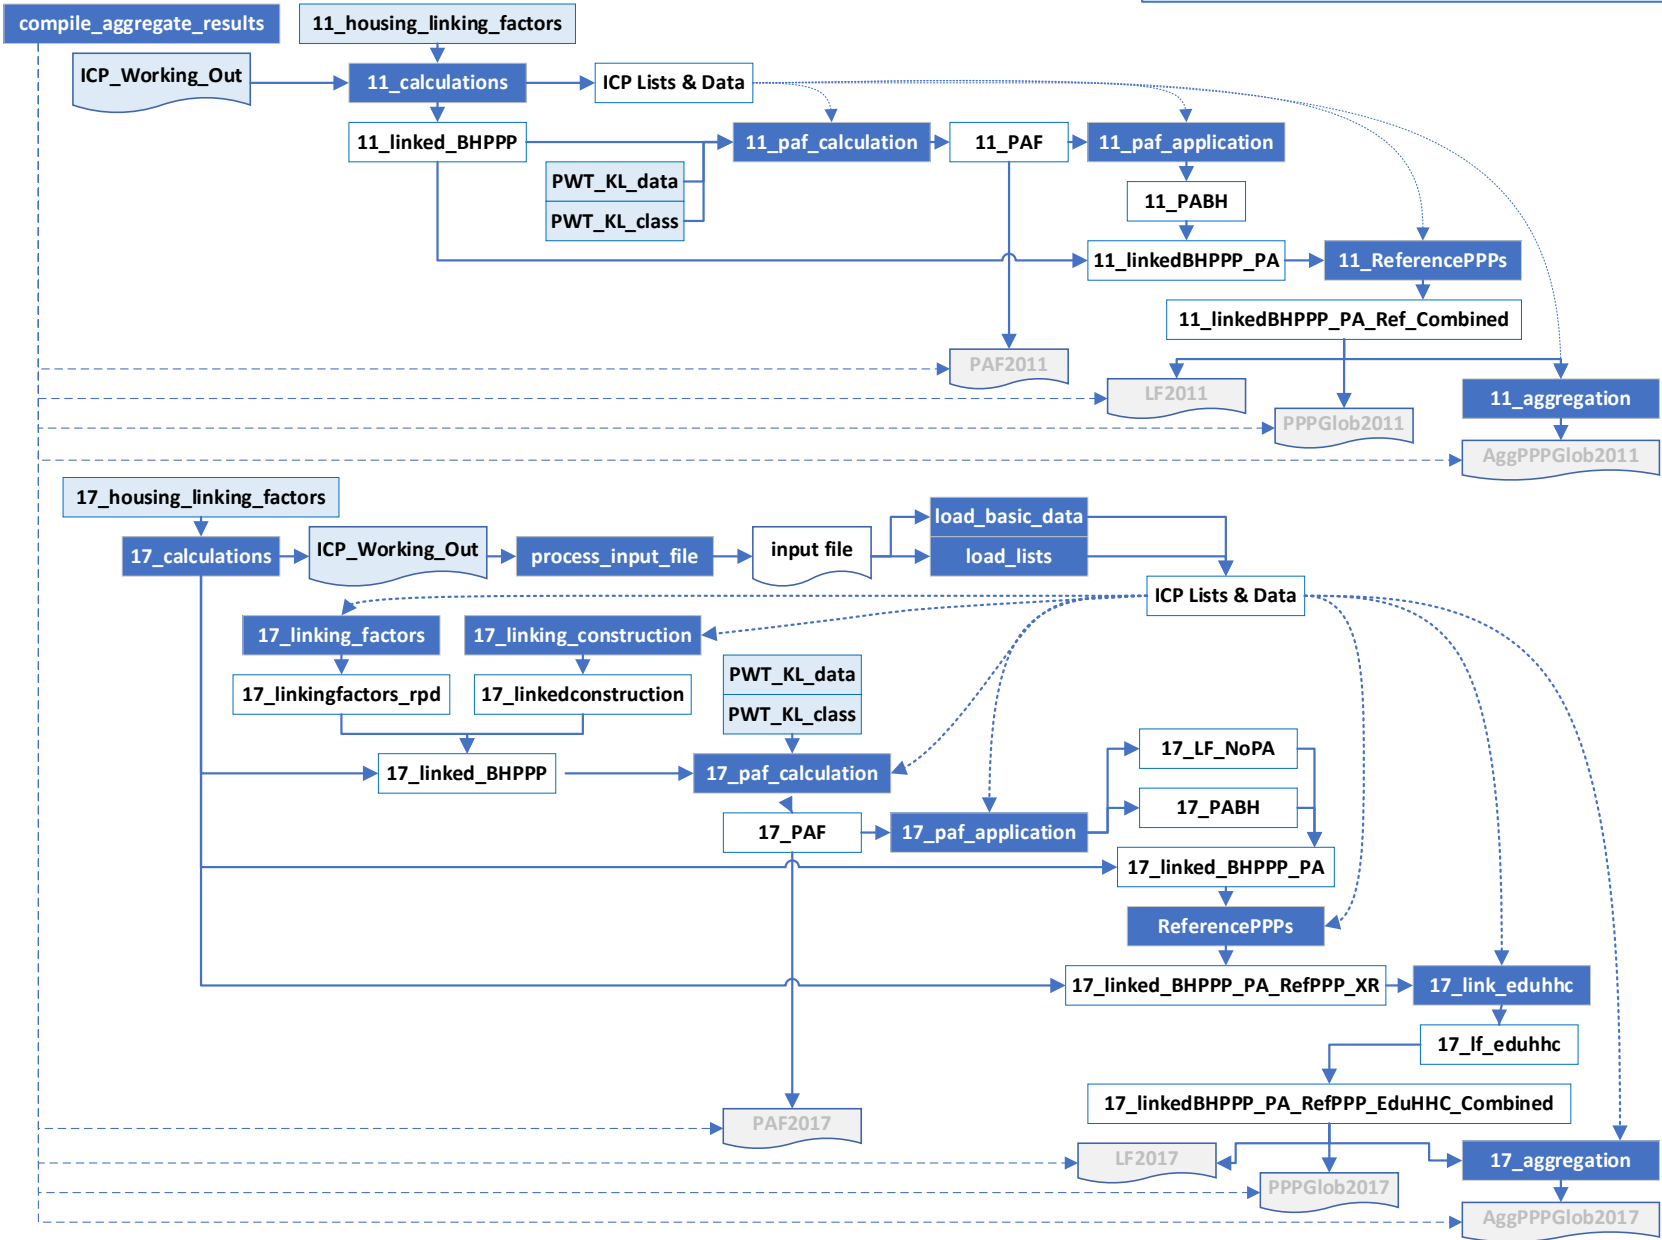 compile_aggregate_results
11_housing_linking_factors
ICP_Working_Out
11_calculations
ICP Lists & Data
11_linked_BHPPP
11_paf_calculation
11_PAF
11_paf_application
PWT_KL_data
PWT_KL_class
11_PABH
11_linkedBHPPP_PA
11_ReferencePPPs
11_linkedBHPPP_PA_Ref_Combined
PAF2011
LF2011
11_aggregation
PPPGlob2011
AggPPPGlob2011
17_housing_linking_factors
17_calculations
ICP_Working_Out
process_input_file
input file
load_basic_data
load_lists
ICP Lists & Data
17_linking_factors
17_linking_construction
17_linkingfactors_rpd
17_linkedconstruction
PWT_KL_data
PWT_KL_class
17_linked_BHPPP
17_paf_calculation
17_LF_NoPA
17_PABH
17_PAF
17_paf_application
17_linked_BHPPP_PA
ReferencePPPs
17_linked_BHPPP_PA_RefPPP_XR
17_link_eduhhc
17_lf_eduhhc
17_linkedBHPPP_PA_RefPPP_EduHHC_Combined
PAF2017
LF2017
17_aggregation
PPPGlob2017
AggPPPGlob2017